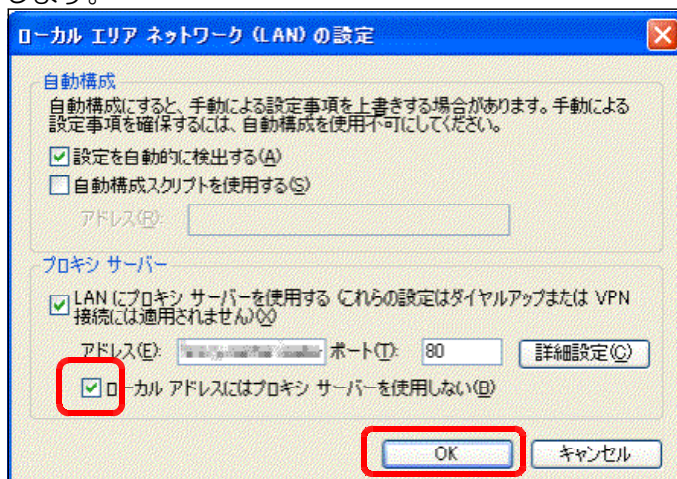 します。
ローカル エリア ネットワーク (LAN) の設定
自動構成
自動構成にすると、手動による設定事項を上書きする場合があります。手動による
設定事項を確保するには、自動構成を使用不可にしてください。
設定を自動的に検出する(A)
自動構成スクリプトを使用する(S)
アドレス(R):
プロキシ サーバー
LAN にプロキシ サーバーを使用する (これらの設定はダイヤルアップまたは VPN
接続には適用されません)(X)
アドレス(E): ポート(T): 80 詳細設定(C)
ローカル アドレスにはプロキシ サーバーを使用しない(B)
OK キャンセル